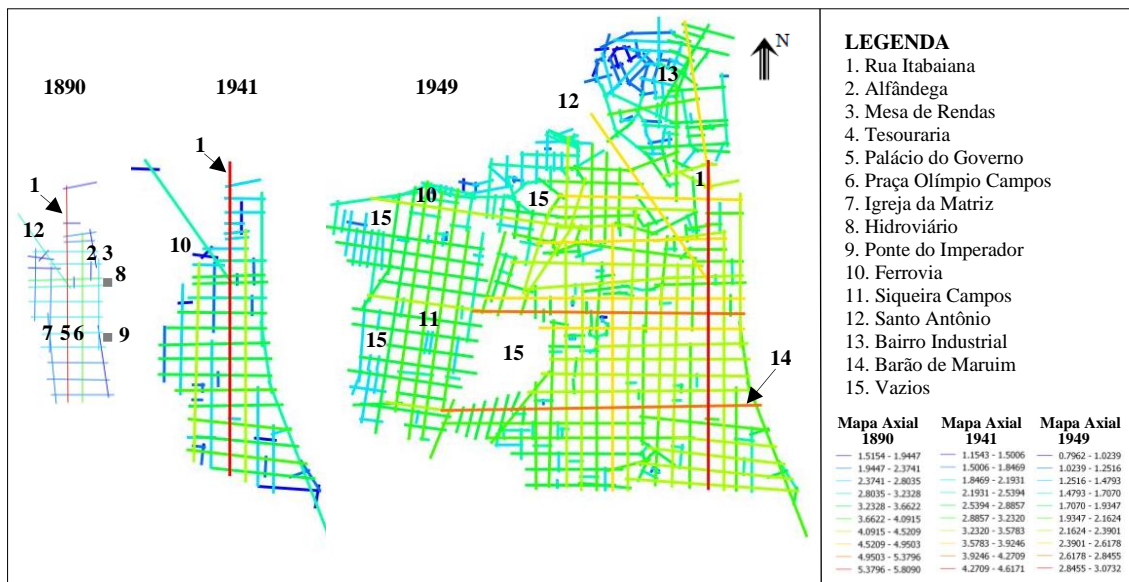 1890
1941
1949
N
1
12
2 3
8
7 5 6
9
1
10
12
13
1
10
15
15
11
15
15
14
LEGENDA
1. Rua Itabaiana
2. Alfândega
3. Mesa de Rendas
4. Tesouraria
5. Palácio do Governo
6. Praça Olímpio Campos
7. Igreja da Matriz
8. Hidroviário
9. Ponte do Imperador
10. Ferrovia
11. Siqueira Campos
12. Santo Antônio
13. Bairro Industrial
14. Barão de Maruim
15. Vazios
Mapa Axial Mapa Axial Mapa Axial
1890 1941 1949
1.5154 - 1.9447 1.1543 - 1.5006 0.7962 - 1.0239
1.9447 - 2.3741 1.5006 - 1.8469 1.0239 - 1.2516
2.3741 - 2.8035 1.8469 - 2.1931 1.2516 - 1.4793
2.8035 - 3.2328 2.1931 - 2.5394 1.4793 - 1.7070
3.2328 - 3.6622 2.5394 - 2.8857 1.7070 - 1.9347
3.6622 - 4.0915 2.8857 - 3.2320 1.9347 - 2.1624
4.0915 - 4.5209 3.2320 - 3.5783 2.1624 - 2.3901
4.5209 - 4.9503 3.5783 - 3.9246 2.3901 - 2.6178
4.9503 - 5.3796 3.9246 - 4.2709 2.6178 - 2.8455
5.3796 - 5.8090 4.2709 - 4.6171 2.8455 - 3.0732